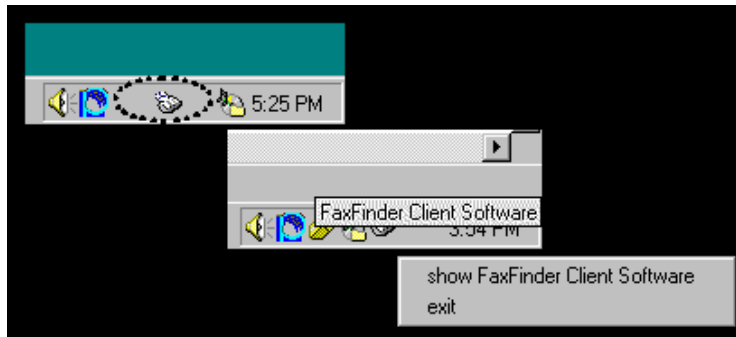 5:25 PM
FaxFinder Client Software
3:54 PM
show FaxFinder Client Software
exit